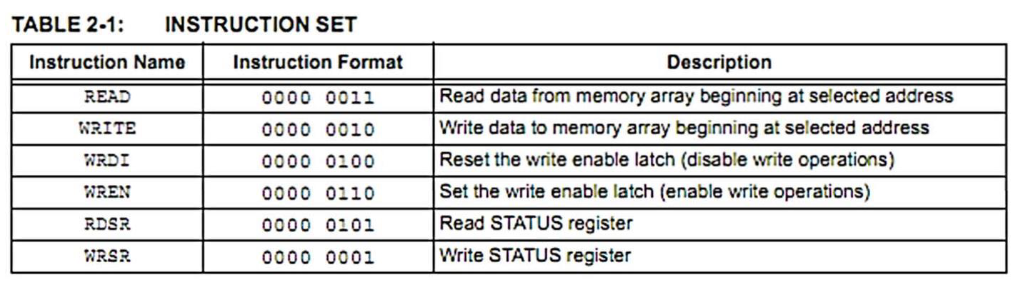 TABLE 2-1: INSTRUCTION SET
Instruction Name Instruction Format Description
READ 0000 0011 Read data from memory array beginning at selected address
WRITE 0000 0010 Write data to memory array beginning at selected address
WRDI 0000 0100 Reset the write enable latch (disable write operations)
WREN 0000 0110 Set the write enable latch (enable write operations)
RDSR 0000 0101 Read STATUS register
WRSR 0000 0001 Write STATUS register